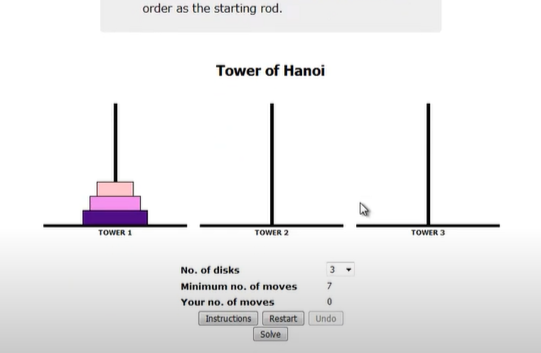 order as the starting rod.
Tower of Hanoi
TOWER 1
TOWER 2
TOWER 3
No. of disks 3
Minimum no. of moves 7
Your no. of moves 0
Instructions Restart Undo
Solve